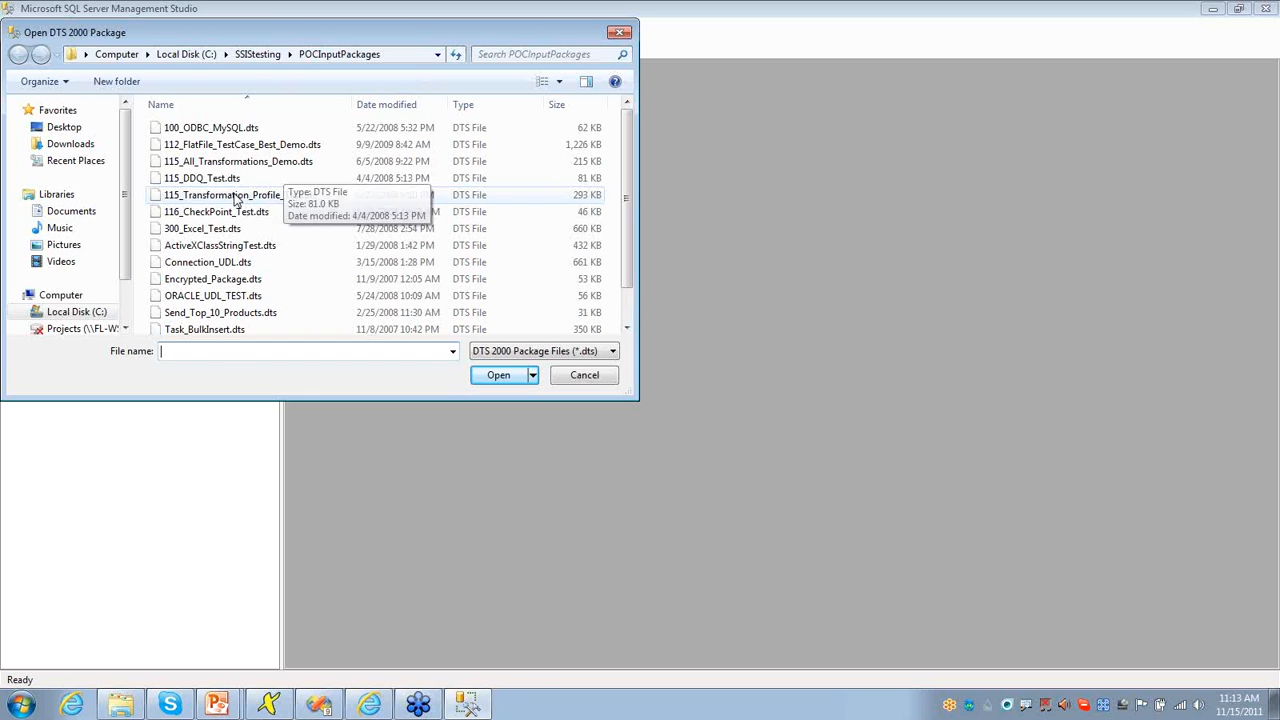 Microsoft SQL Server Management Studio
Open DTS 2000 Package
Computer Local Disk (C:) SSIStesting POCInputPackages Search POCInputPackages
Organize New folder
Name Date modified Type Size
Favorites
Desktop
Downloads
Recent Places
Libraries
Documents
Music
Pictures
Videos
Computer
Local Disk (C:)
Projects (\\FL-W
100_ODBC_MySQL.dts 5/22/2008 5:32 PM DTS File 62 KB
112_FlatFile_TestCase_Best_Demo.dts 9/9/2009 8:42 AM DTS File 1,226 KB
115_All_Transformations_Demo.dts 6/5/2008 9:22 PM DTS File 215 KB
115_DDQ_Test.dts 4/4/2008 5:13 PM DTS File 81 KB
115_Transformation_Profile_ DTS File 293 KB
116_CheckPoint_Test.dts DTS File 46 KB
300_Excel_Test.dts 7/28/2008 2:54 PM DTS File 660 KB
ActiveXClassStringTest.dts 1/29/2008 1:42 PM DTS File 432 KB
Connection_UDL.dts 3/15/2008 1:28 PM DTS File 661 KB
Encrypted_Package.dts 11/9/2007 12:05 AM DTS File 53 KB
ORACLE_UDL_TEST.dts 5/24/2008 10:09 AM DTS File 56 KB
Send_Top_10_Products.dts 2/25/2008 11:30 AM DTS File 31 KB
Task_BulkInsert.dts 11/8/2007 10:42 PM DTS File 350 KB
Type: DTS File
Size: 81.0 KB
Date modified: 4/4/2008 5:13 PM
File name: DTS 2000 Package Files (*.dts)
Open Cancel
Ready
11:13 AM
11/15/2011